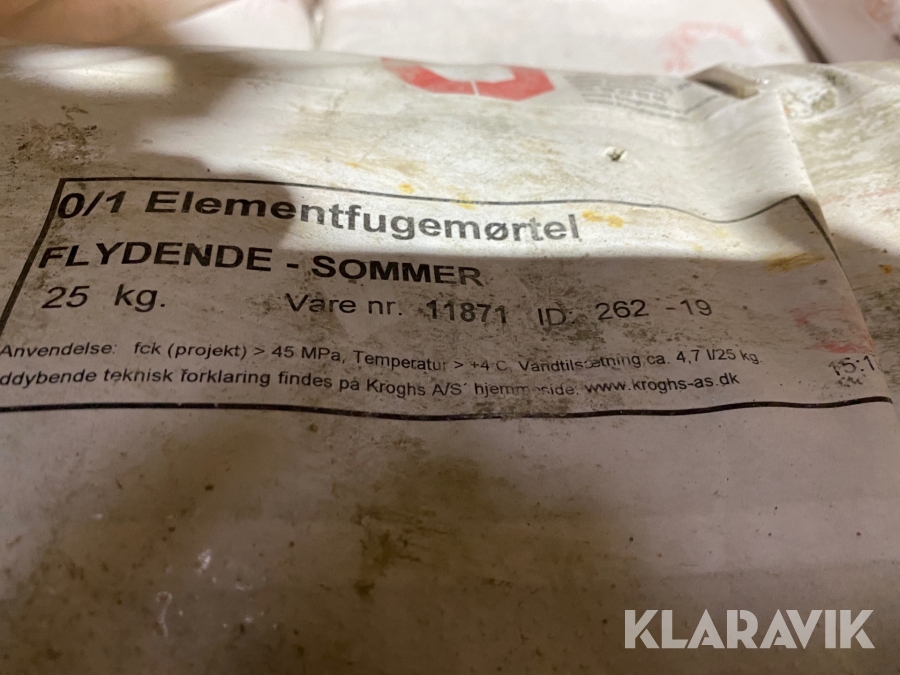 0/1 Elementfugemørtel
FLYDENDE - SOMMER
25 kg. Vare nr. 11871 ID: 262 -19
Anvendelse: fck (projekt) > 45 MPa, Temperatur > +4 C. Vandtilsætning ca. 4,7 l/25 kg.
ddybende teknisk forklaring findes på Kroghs A/S' hjemmeside. www.kroghs-as.dk
15:1
KLARAVIK